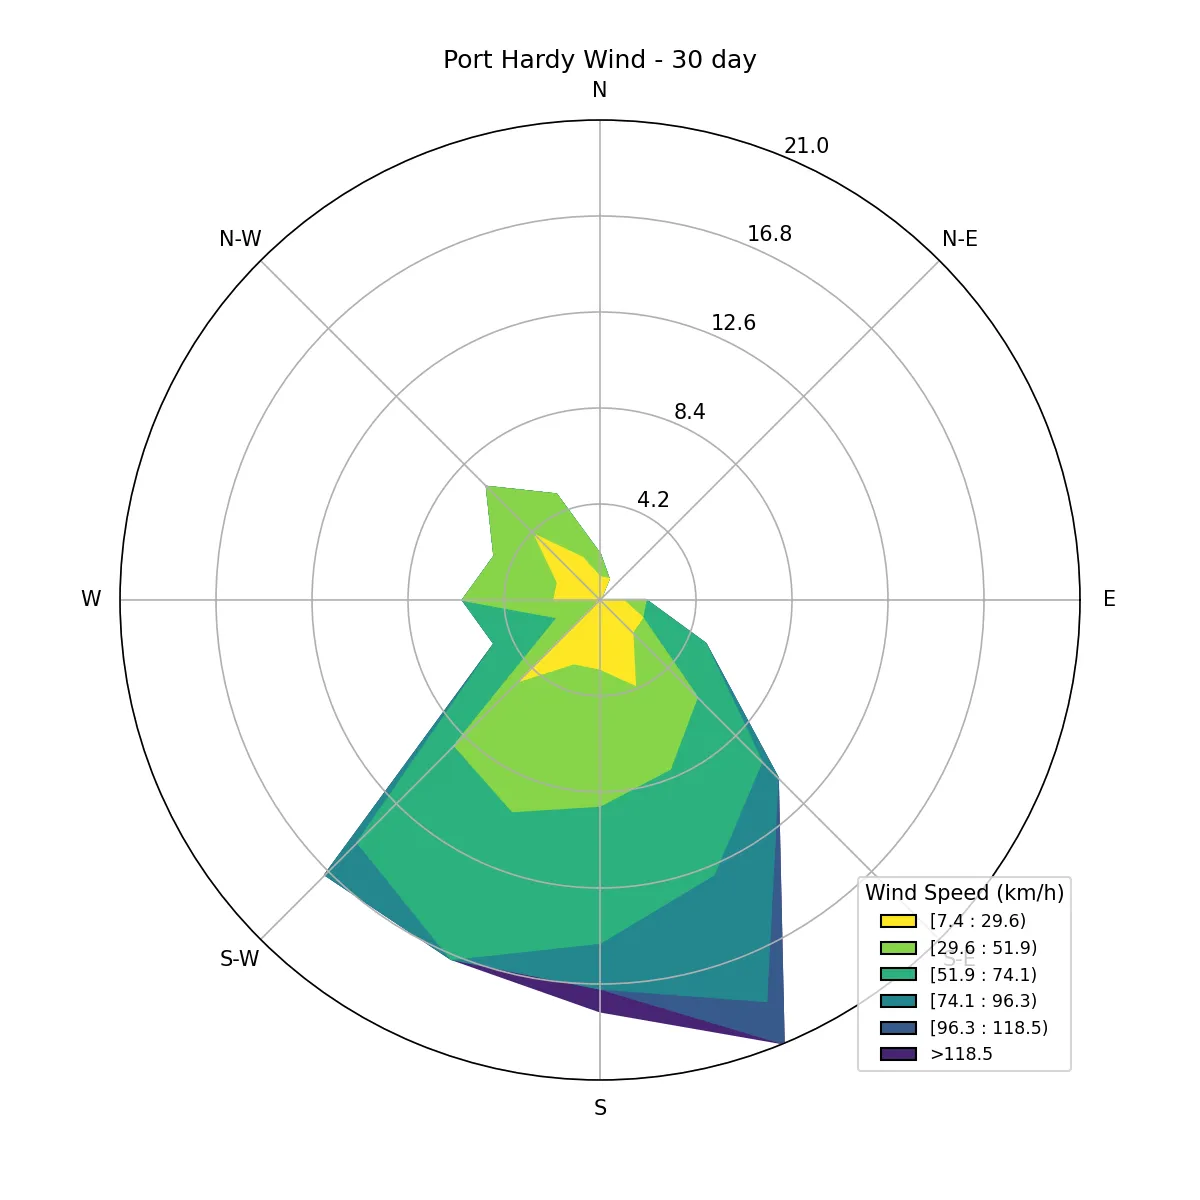 Port Hardy Wind - 30 day
N
21.0
16.8
N-W
N-E
12.6
8.4
4.2
W
E
Wind Speed (km/h)
[7.4 : 29.6)
[29.6 : 51.9)
S-W
S-E
[51.9 : 74.1)
[74.1 : 96.3)
[96.3 : 118.5)
>118.5
S